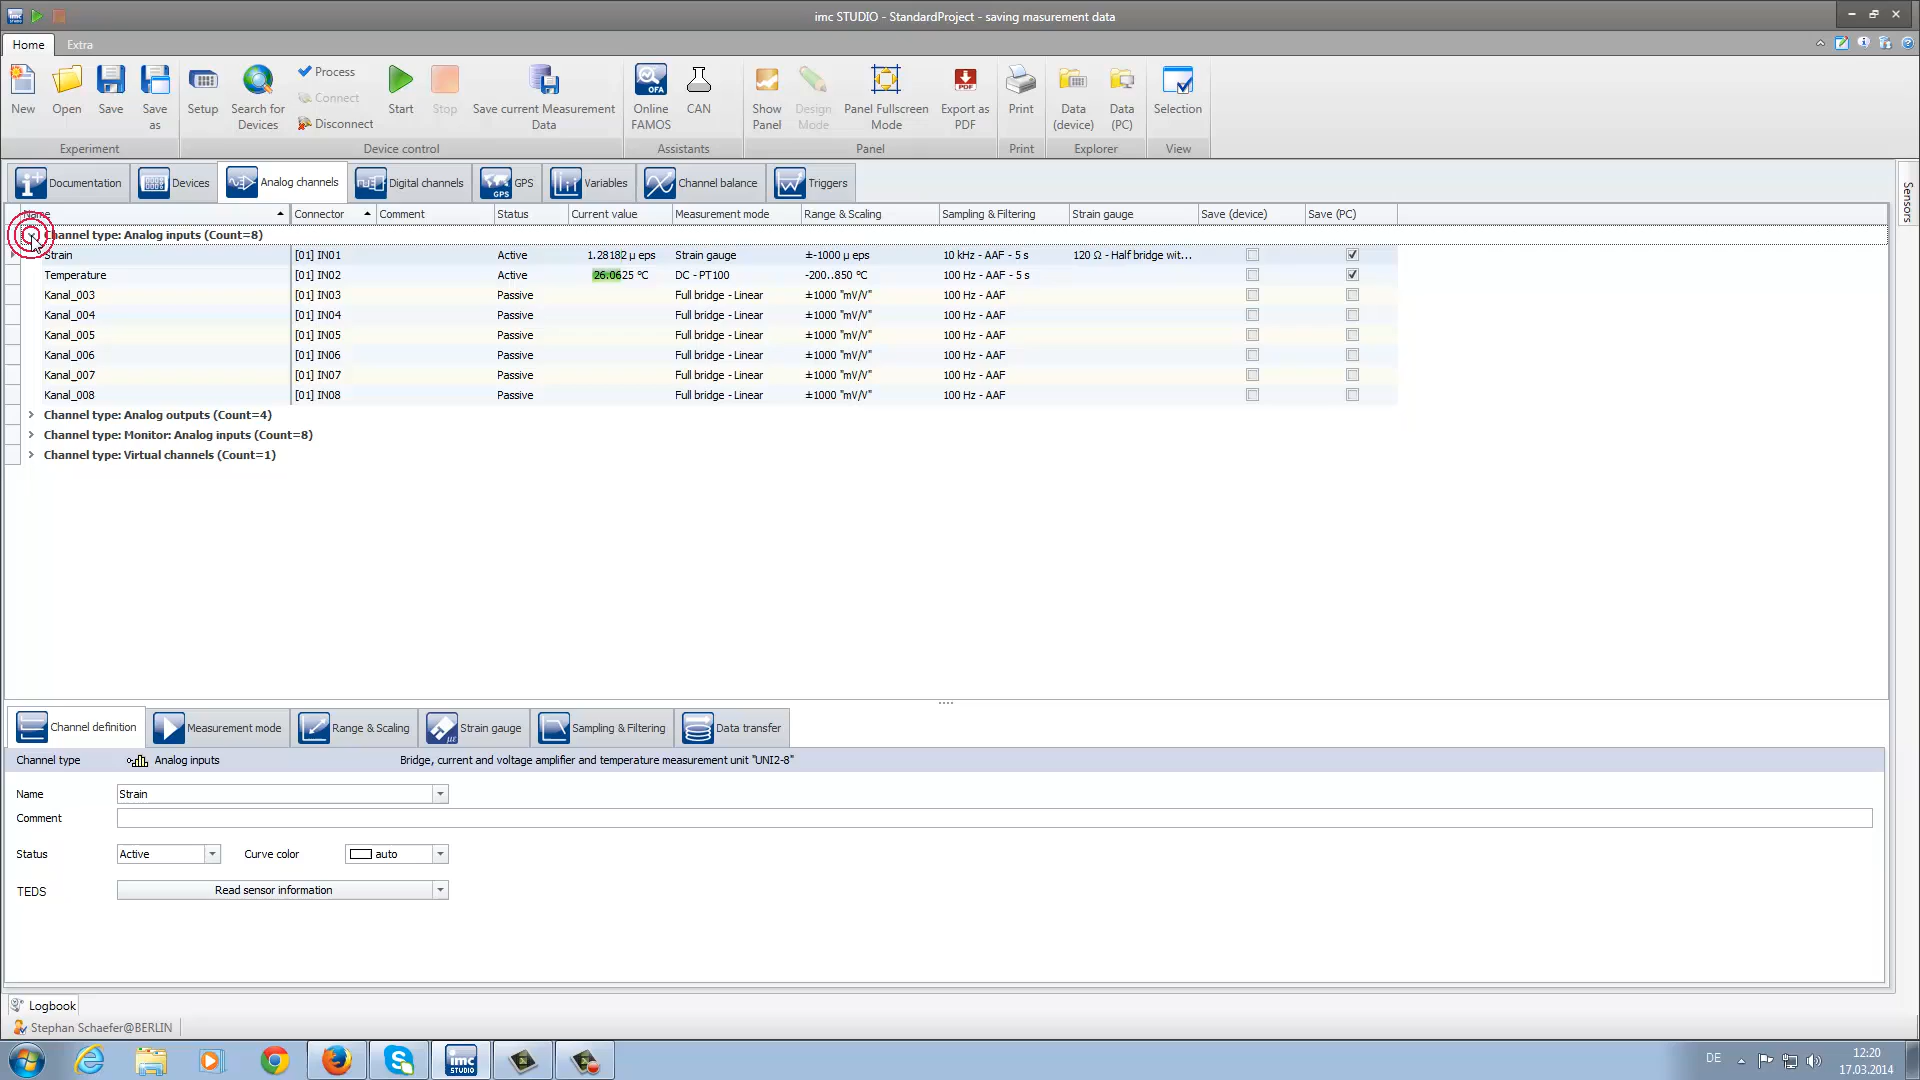 imc STUDIO - StandardProject - saving masurement data
Home Extra
New Open Save Save as Setup Search for Devices Process Connect Disconnect Start Stop Save current Measurement Data Online FAMOS CAN Show Panel Design Mode Panel Fullscreen Mode Export as PDF Print Data (device) Data (PC) Selection
Experiment Device control Assistants Panel Print Explorer View
Documentation Devices Analog channels Digital channels GPS Variables Channel balance Triggers
Sensors
Name Connector Comment Status Current value Measurement mode Range & Scaling Sampling & Filtering Strain gauge Save (device) Save (PC)
Channel type: Analog inputs (Count=8)
Strain [01] IN01 Active 1.28182 µ eps Strain gauge ±-1000 µ eps 10 kHz - AAF - 5 s 120 Ω - Half bridge wit...
Temperature [01] IN02 Active 26.0625 °C DC - PT100 -200..850 °C 100 Hz - AAF - 5 s
Kanal_003 [01] IN03 Passive Full bridge - Linear ±1000 "mV/V" 100 Hz - AAF
Kanal_004 [01] IN04 Passive Full bridge - Linear ±1000 "mV/V" 100 Hz - AAF
Kanal_005 [01] IN05 Passive Full bridge - Linear ±1000 "mV/V" 100 Hz - AAF
Kanal_006 [01] IN06 Passive Full bridge - Linear ±1000 "mV/V" 100 Hz - AAF
Kanal_007 [01] IN07 Passive Full bridge - Linear ±1000 "mV/V" 100 Hz - AAF
Kanal_008 [01] IN08 Passive Full bridge - Linear ±1000 "mV/V" 100 Hz - AAF
Channel type: Analog outputs (Count=4)
Channel type: Monitor: Analog inputs (Count=8)
Channel type: Virtual channels (Count=1)
Channel definition Measurement mode Range & Scaling Strain gauge Sampling & Filtering Data transfer
Channel type Analog inputs Bridge, current and voltage amplifier and temperature measurement unit "UNI2-8"
Name Strain
Comment
Status Active Curve color auto
TEDS Read sensor information
Logbook
Stephan Schaefer@BERLIN
imc STUDIO
DE
12:20
17.03.2014